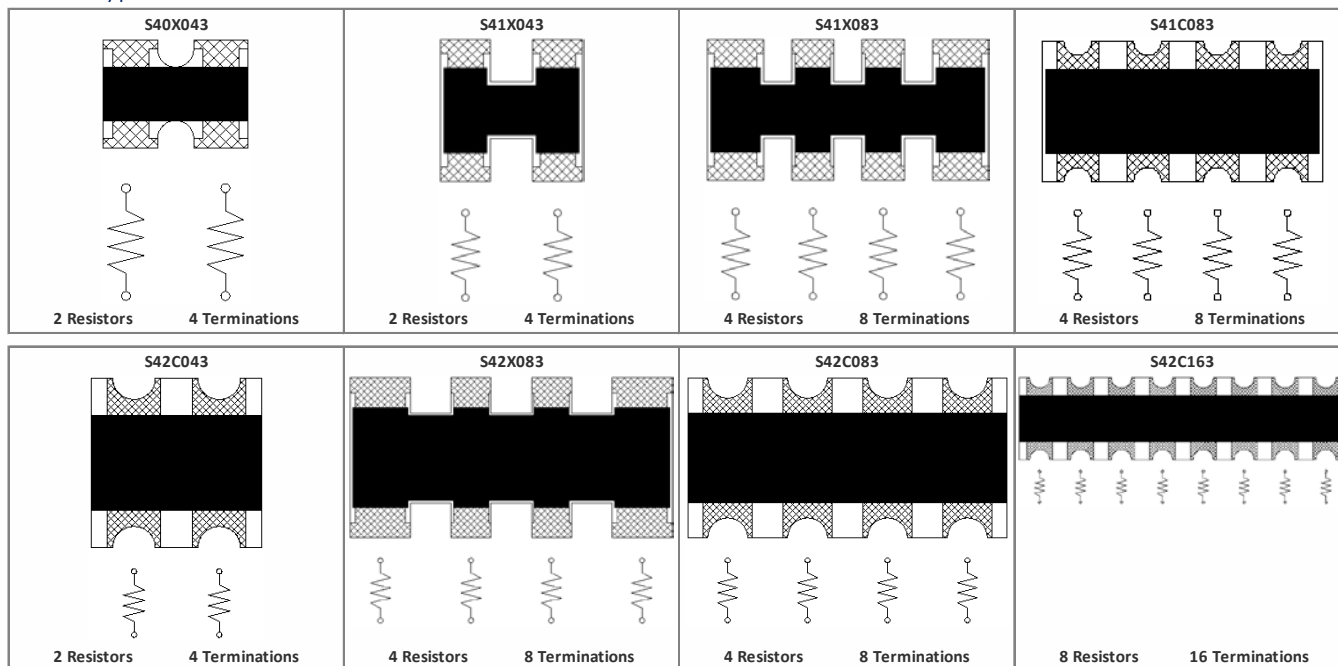 S40X043 S41X043 S41X083 S41C083
2 Resistors 4 Terminations 2 Resistors 4 Terminations 4 Resistors 8 Terminations 4 Resistors 8 Terminations
S42C043 S42X083 S42C083 S42C163
2 Resistors 4 Terminations 4 Resistors 8 Terminations 4 Resistors 8 Terminations 8 Resistors 16 Terminations